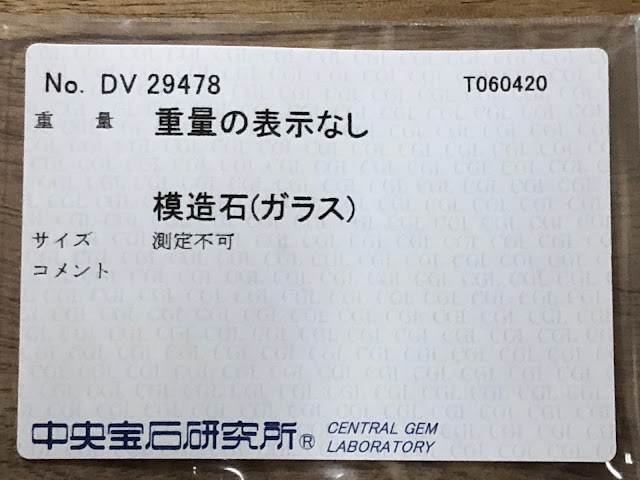 No. DV 29478 T060420
重　量 重量の表示なし
模造石(ガラス)
サイズ 測定不可
コメント
中央宝石研究所® CENTRAL GEM
LABORATORY